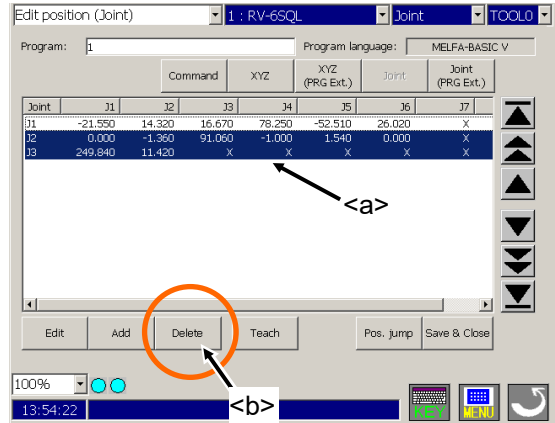 Edit position (Joint) 1 : RV-6SQL Joint TOOL0
Program: 1 Program language: MELFA-BASIC V
Command XYZ XYZ (PRG Ext.) Joint Joint (PRG Ext.)
Joint J1 J2 J3 J4 J5 J6 J7
J1 -21.550 14.320 16.670 78.250 -52.510 26.020 X
J2 0.000 -1.360 91.060 -1.000 1.540 0.000 X
J3 249.840 11.420 X X X X X
<a>
Edit Add Delete Teach Pos. jump Save & Close
100%
<b>
13:54:22 KEY MENU